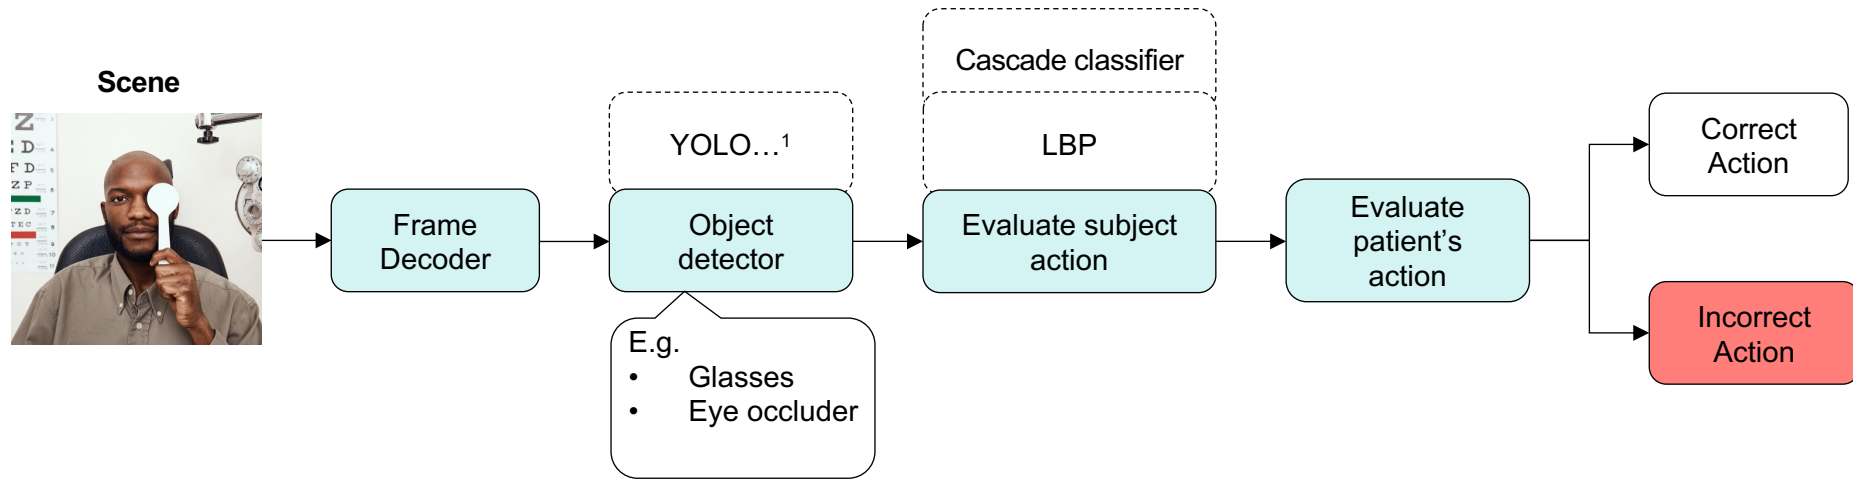 Scene
Z
D
F D
Z P
Z D
TEC
Frame
Decoder
YOLO…¹
Object
detector
E.g.
• Glasses
• Eye occluder
Cascade classifier
LBP
Evaluate subject
action
Evaluate
patient’s
action
Correct
Action
Incorrect
Action